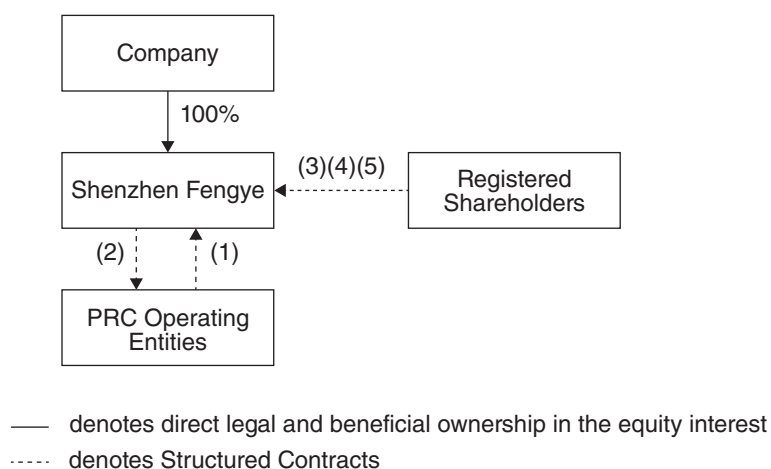 Company
100%
Shenzhen Fengye
(3)(4)(5)
Registered
Shareholders
(2)
(1)
PRC Operating
Entities
denotes direct legal and beneficial ownership in the equity interest
denotes Structured Contracts